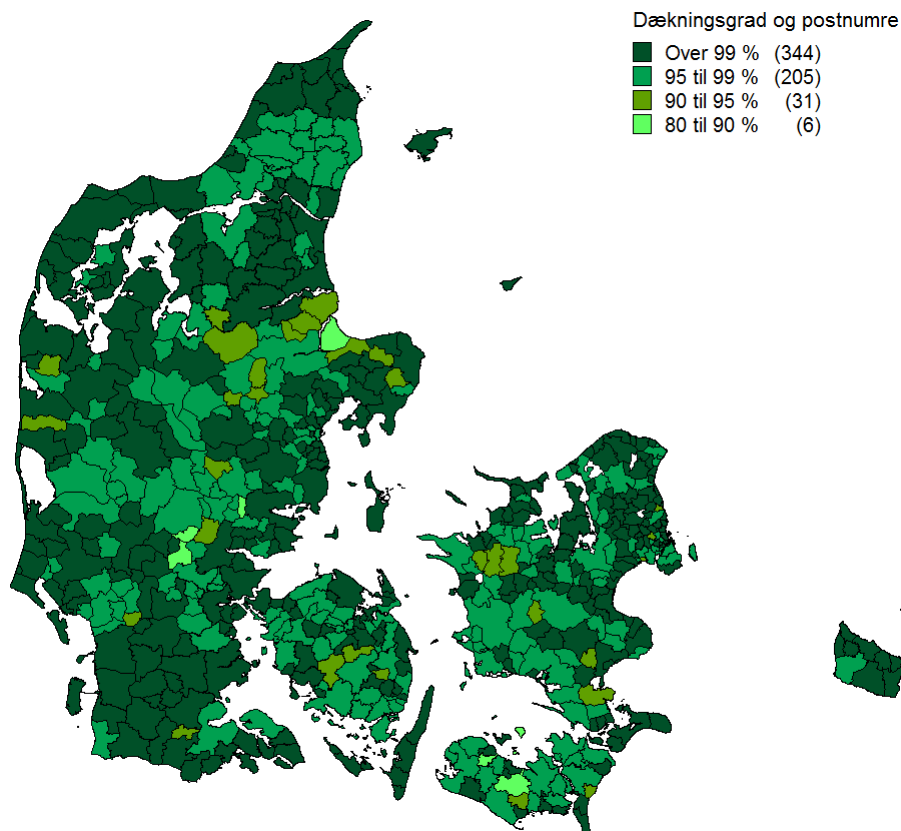 Dækningsgrad og postnumre
Over 99 % (344)
95 til 99 % (205)
90 til 95 % (31)
80 til 90 % (6)